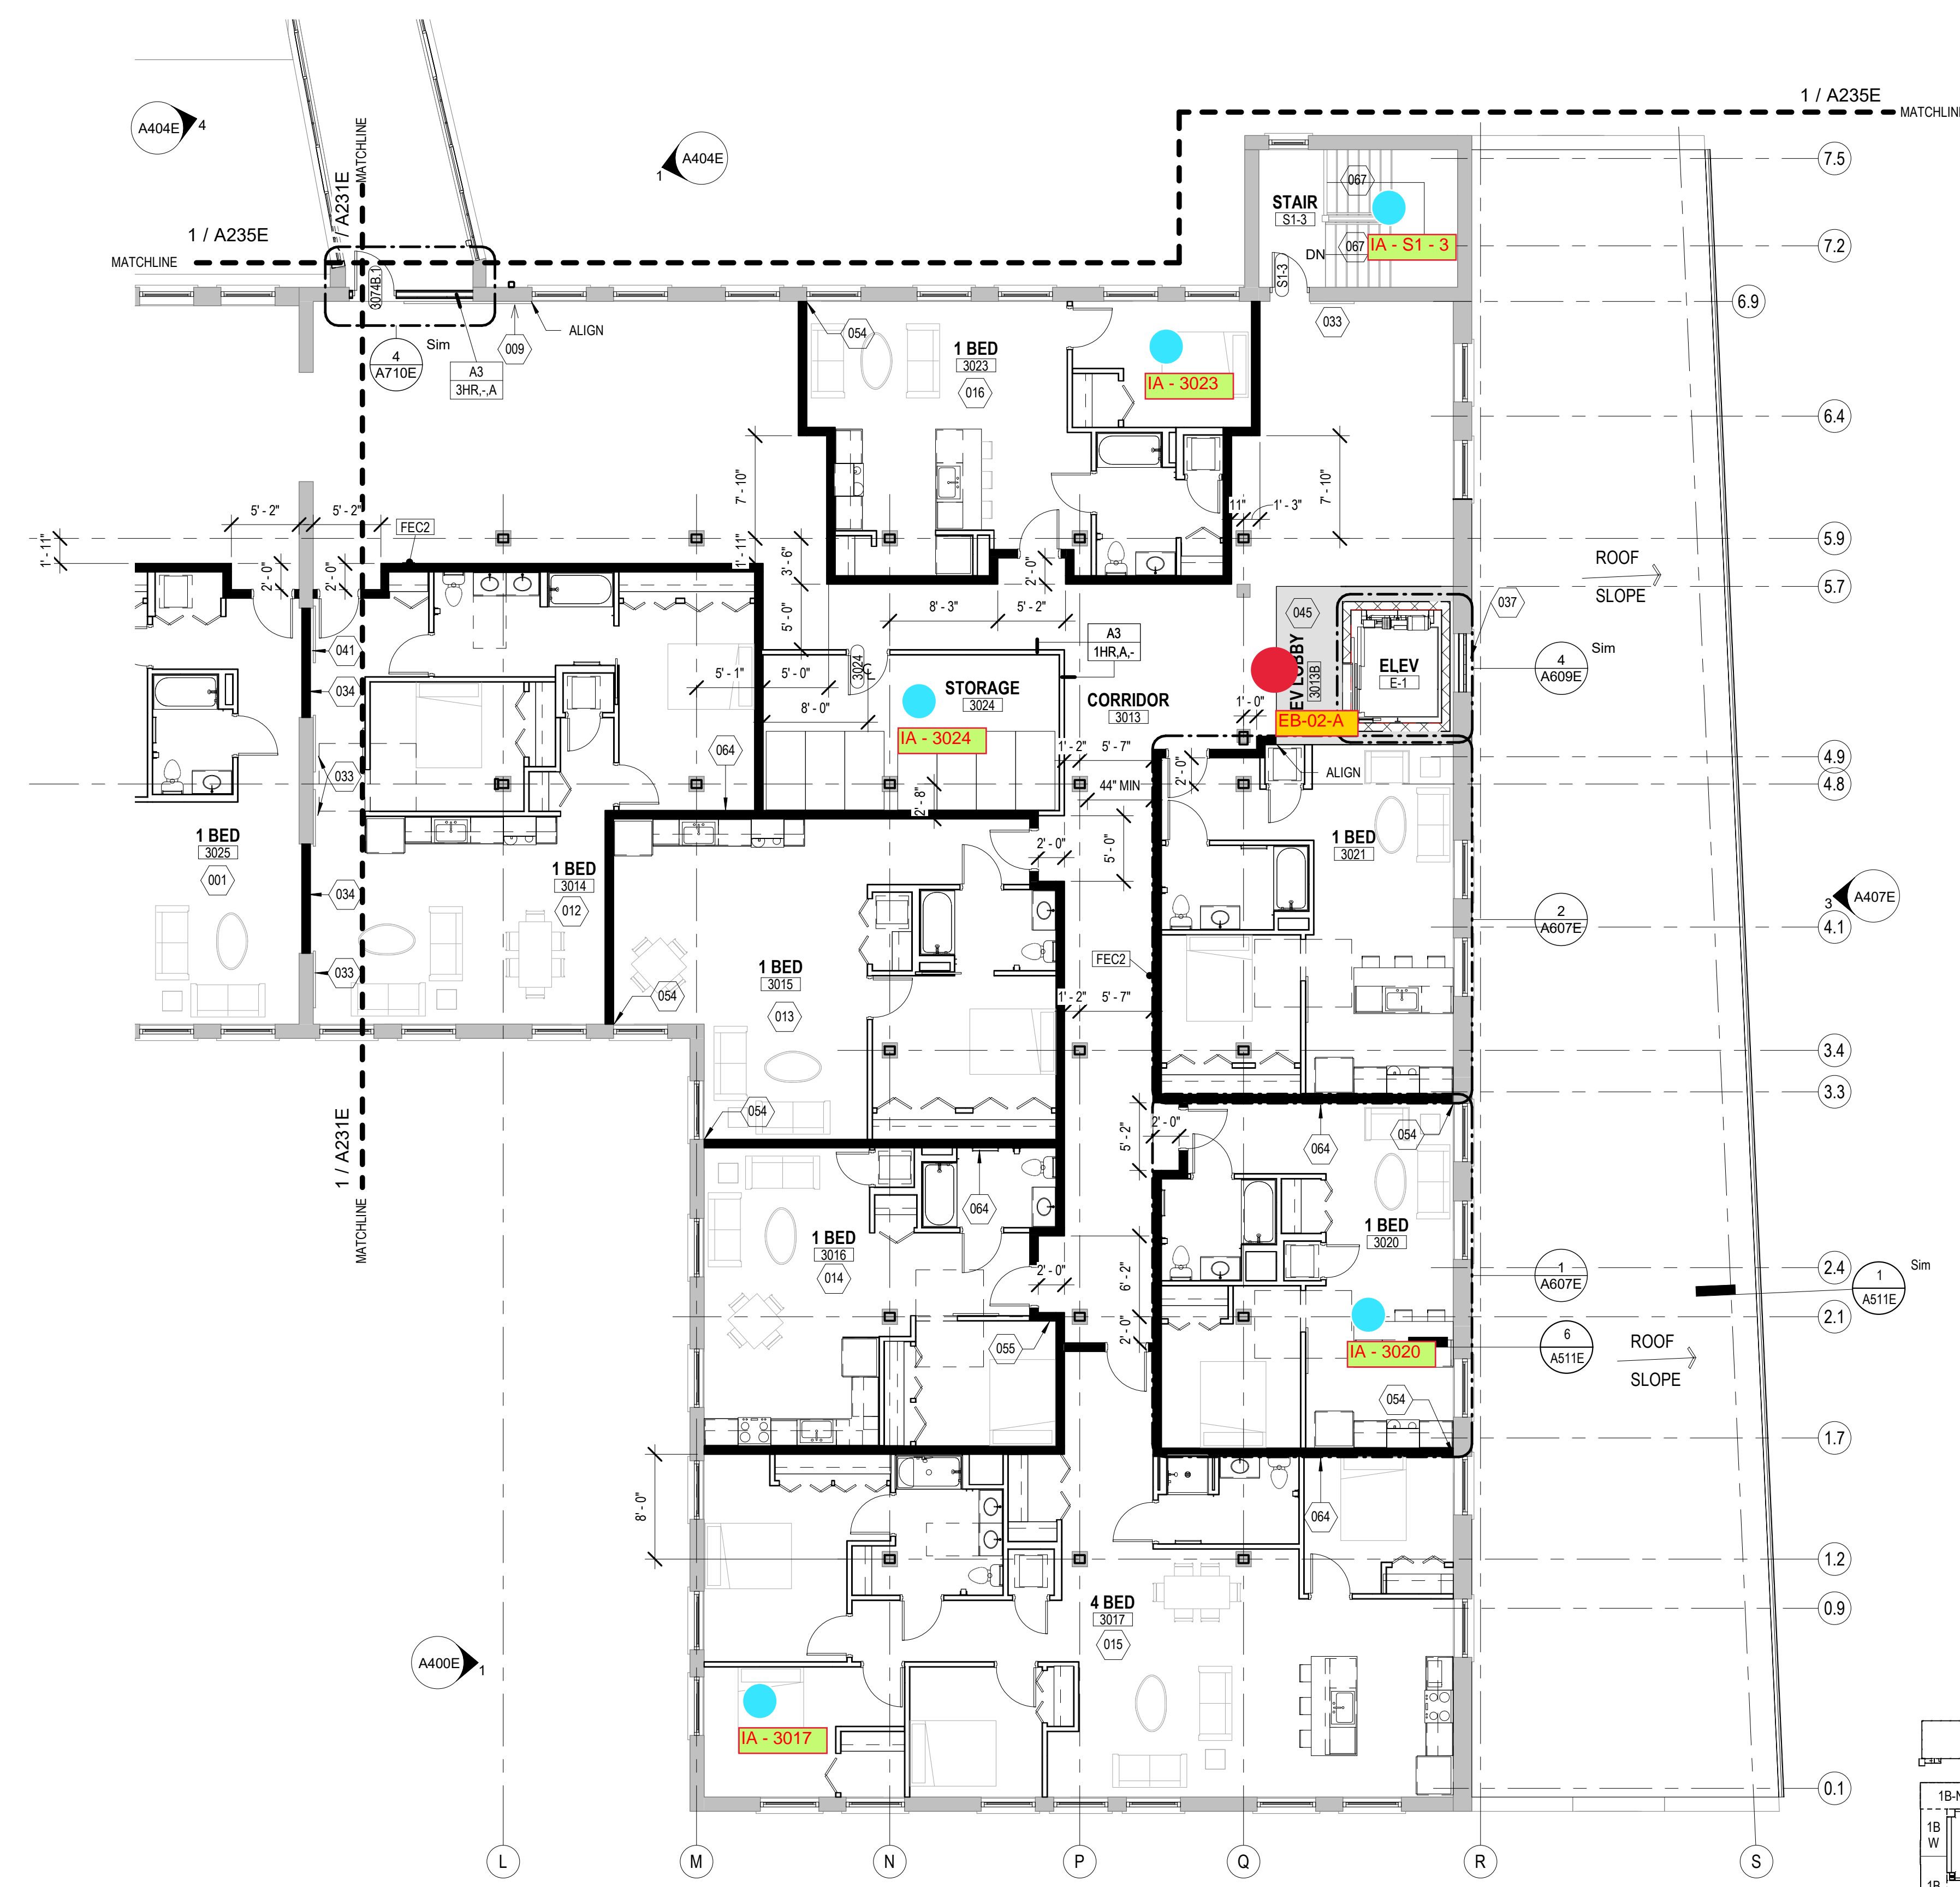 1 / A235E
MATCHLINE
A404E
4
A404E
1
MATCHLINE
1 / A235E
MATCHLINE
/ A231E
7.5
067
STAIR
S1-3
067
DN
IA - S1 - 3
S1-3
7.2
3074B.1
6.9
ALIGN
009
Sim
4
A710E
A3
3HR,-,A
054
1 BED
3023
016
IA - 3023
033
6.4
7' - 10"
7' - 10"
11"
1' - 3"
5' - 2"
5' - 2"
FEC2
1' - 11"
2' - 0"
2' - 0"
1' - 11"
3' - 6"
2' - 0"
5.9
ROOF
SLOPE
5.7
5' - 0"
8' - 3"
5' - 2"
045
037
A3
1HR,A,-
4
A609E
Sim
ELEV
E-1
3013B
041
034
5' - 1"
5' - 0"
3024
STORAGE
3024
8' - 0"
IA - 3024
CORRIDOR
3013
1' - 0"
EB-02-A
064
1' - 2"
5' - 7"
ALIGN
4.9
4.8
033
44" MIN
2' - 0"
2' - 8"
1 BED
3025
001
034
1 BED
3014
012
2' - 0"
5' - 0"
1 BED
3021
A407E
3
2
A607E
4.1
033
054
1 BED
3015
013
FEC2
1' - 2"
5' - 7"
3.4
3.3
1 / A231E
MATCHLINE
054
5' - 2"
2' - 0"
064
054
064
1 BED
3016
014
2' - 0"
6' - 2"
2' - 0"
1 BED
3020
1
A607E
2.4
1
A511E
Sim
2.1
IA - 3020
6
A511E
ROOF
SLOPE
055
054
1.7
8' - 0"
064
1.2
4 BED
3017
015
0.9
A400E
1
IA - 3017
0.1
1B
W
L
M
N
P
Q
R
S